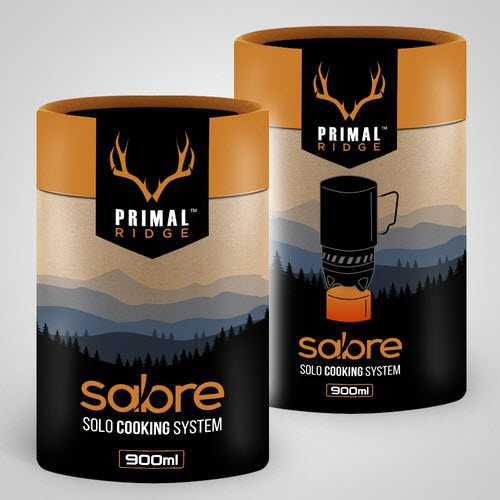 PRIMAL™
RIDGE
sabre
SOLO COOKING SYSTEM
900ml
PRIMAL™
RIDGE
sabre
SOLO COOKING SYSTEM
900ml